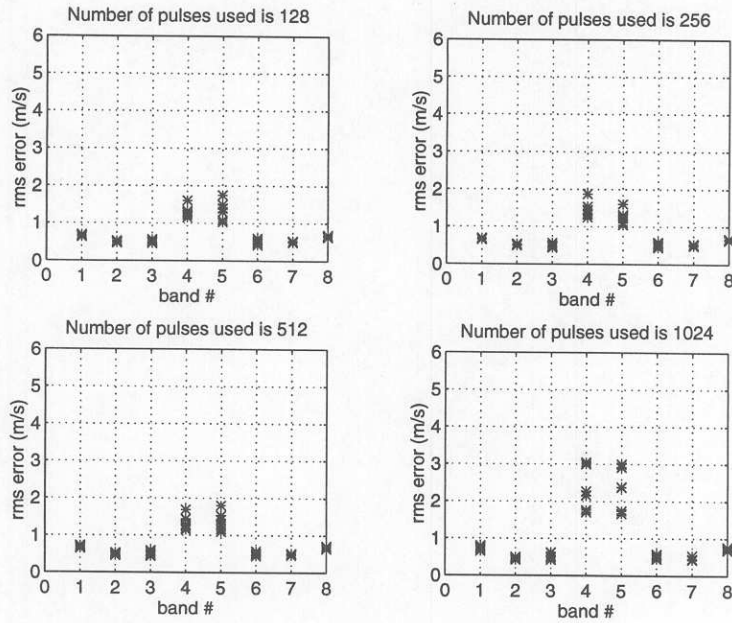 Number of pulses used is 128
rms error (m/s)
6
5
4
3
2
1
0
0 1 2 3 4 5 6 7 8
band #
Number of pulses used is 256
rms error (m/s)
6
5
4
3
2
1
0
0 1 2 3 4 5 6 7 8
band #
Number of pulses used is 512
rms error (m/s)
6
5
4
3
2
1
0
0 1 2 3 4 5 6 7 8
band #
Number of pulses used is 1024
rms error (m/s)
6
5
4
3
2
1
0
0 1 2 3 4 5 6 7 8
band #